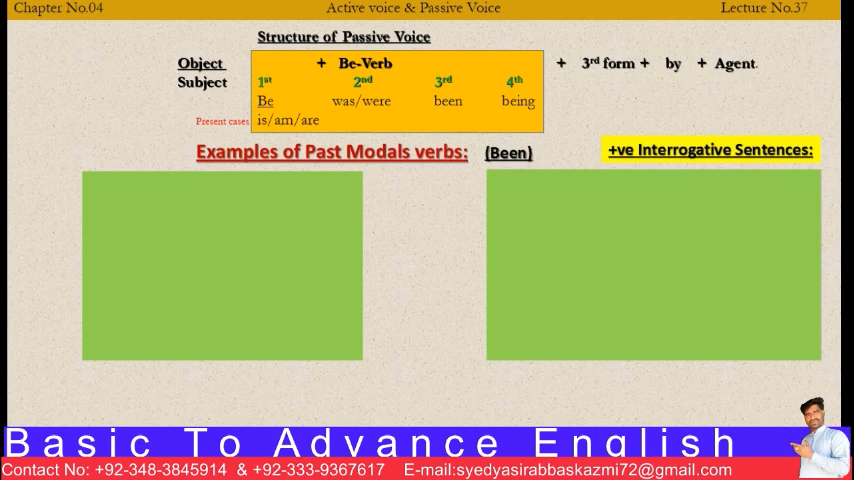 Chapter No.04 Active voice & Passive Voice Lecture No.37
Structure of Passive Voice
Object + Be-Verb + 3rd form + by + Agent.
Subject 1st 2nd 3rd 4th
Be was/were been being
Present cases is/am/are
Examples of Past Modals verbs: (Been) +ve Interrogative Sentences:
Basic To Advance English
Contact No: +92-348-3845914 & +92-333-9367617 E-mail:syedyasirabbaskazmi72@gmail.com